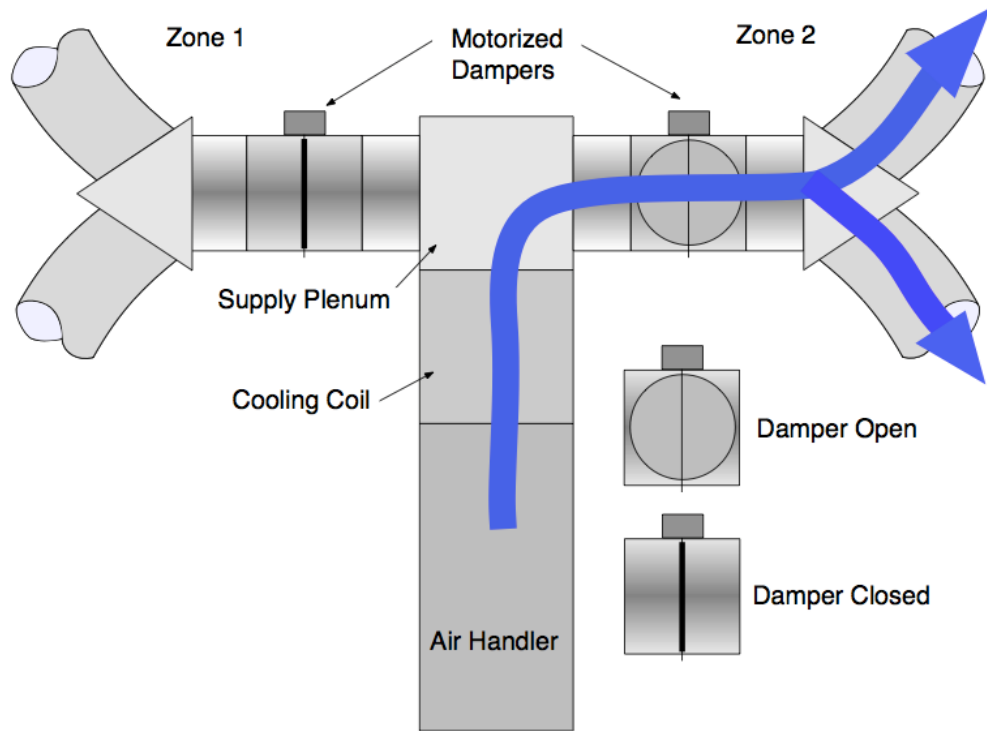 Zone 1
Motorized
Dampers
Zone 2
Supply Plenum
Cooling Coil
Damper Open
Damper Closed
Air Handler